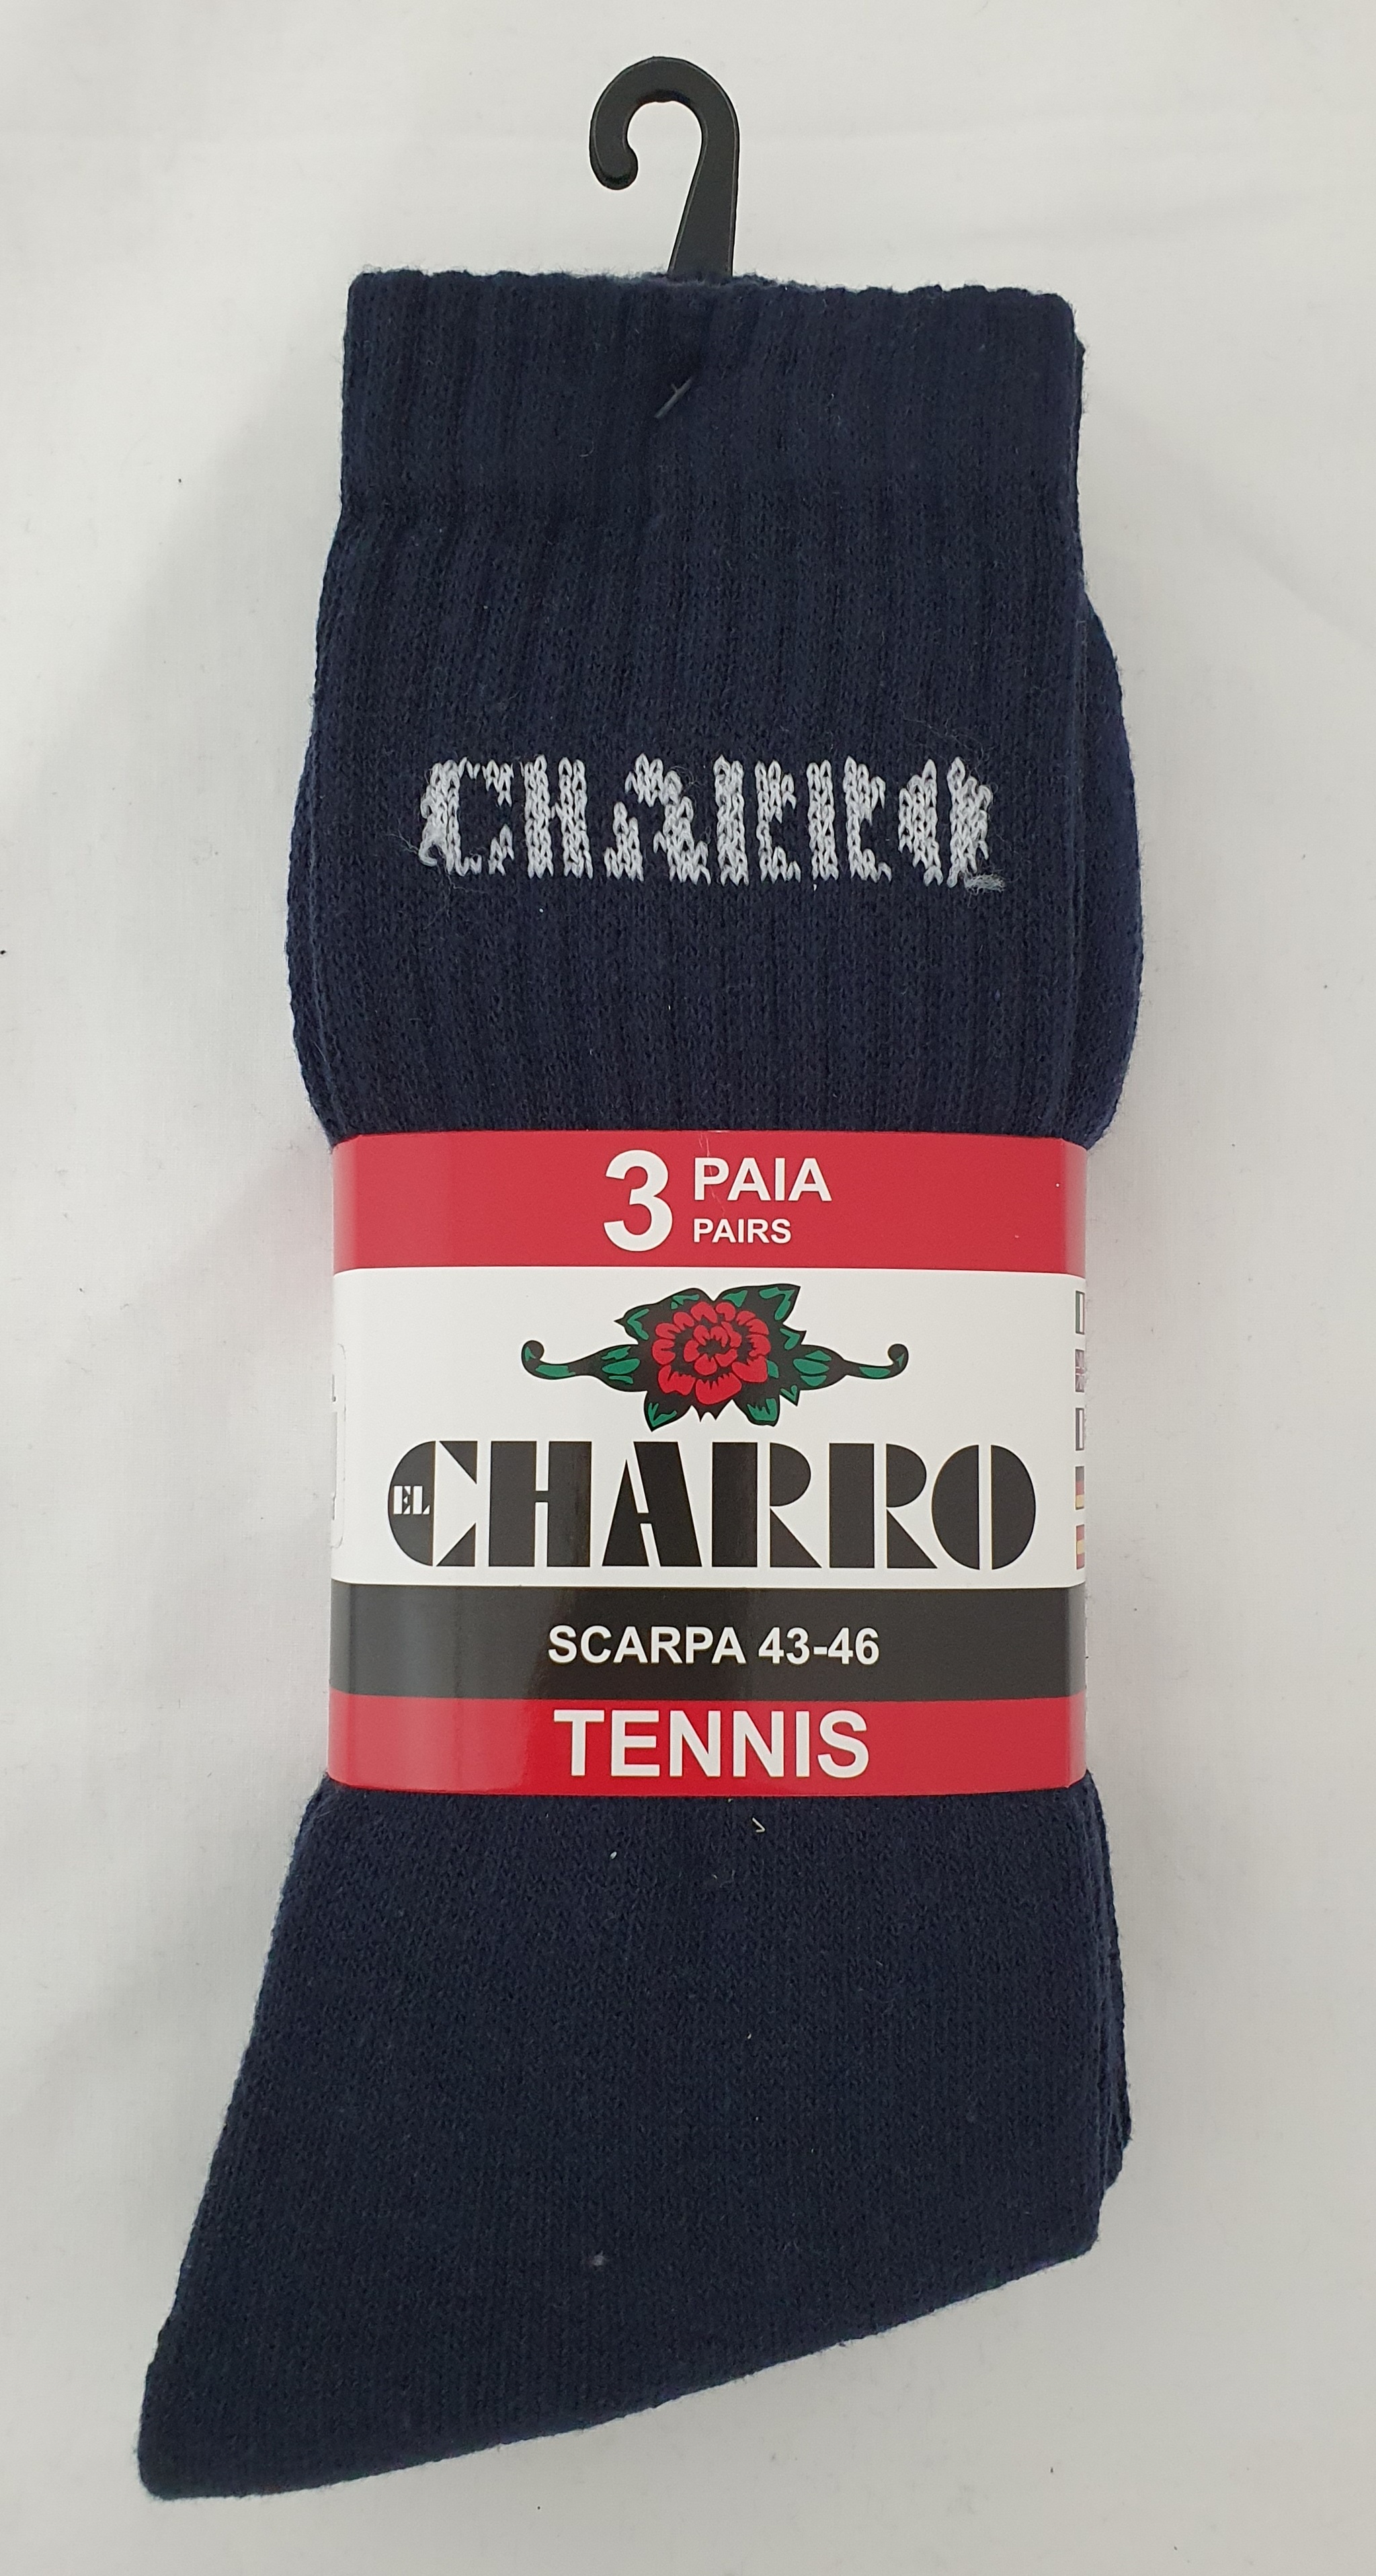 CHARRO
3 PAIA
PAIRS
EL CHARRO
SCARPA 43-46
TENNIS